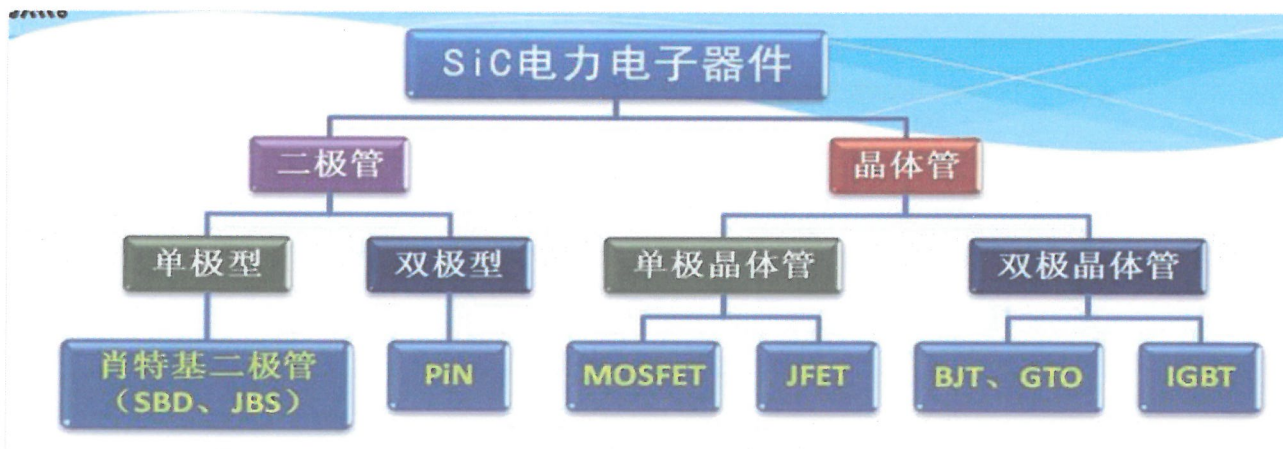 SiC电力电子器件
二极管
晶体管
单极型
双极型
单极晶体管
双极晶体管
肖特基二极管
（SBD、JBS）
PiN
MOSFET
JFET
BJT、GTO
IGBT